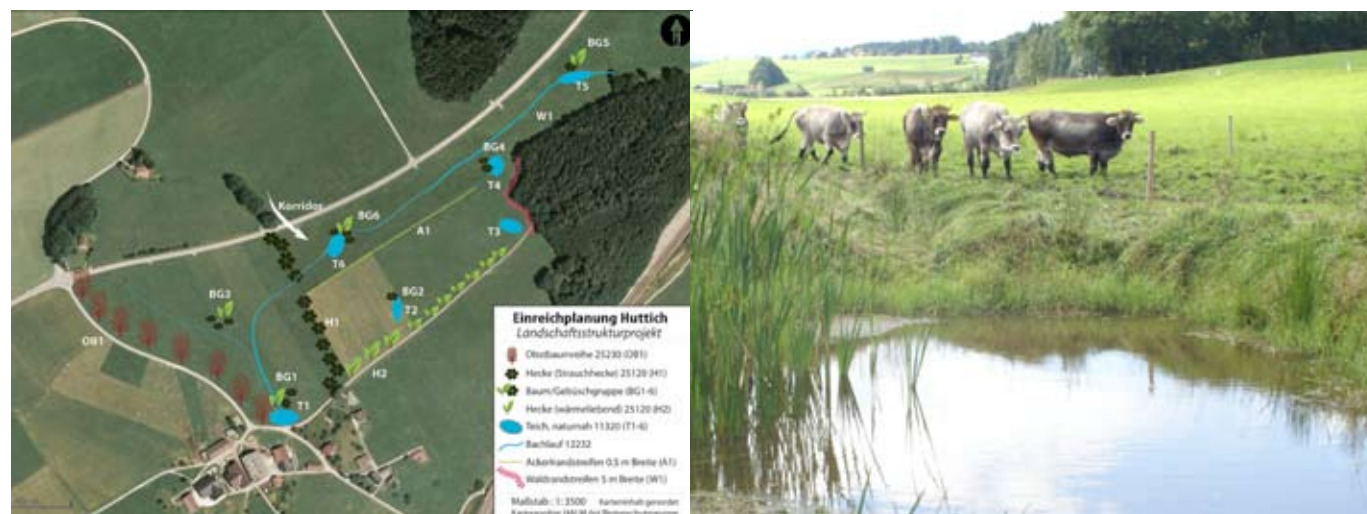 BG5
T5
W1
BG4
T4
Korridor
BG6
A1
T3
T6
BG3
BG2
T2
H1
OB1
BG1
H2
T1
Einreichplanung Huttich
Landschaftsstrukturprojekt
Obstbaumreihe 25230 (OB1)
Hecke (Strauchhecke) 25120 (H1)
Baum/Gebüschgruppe (BG1-6)
Hecke (wärmeliebend) 25120 (H2)
Teich, naturnah 11320 (T1-6)
Bachlauf 12232
Ackerrandstreifen 0.5 m Breite (A1)
Waldrandstreifen 5 m Breite (W1)
Maßstab: 1: 3500 Karteninhalt genordet